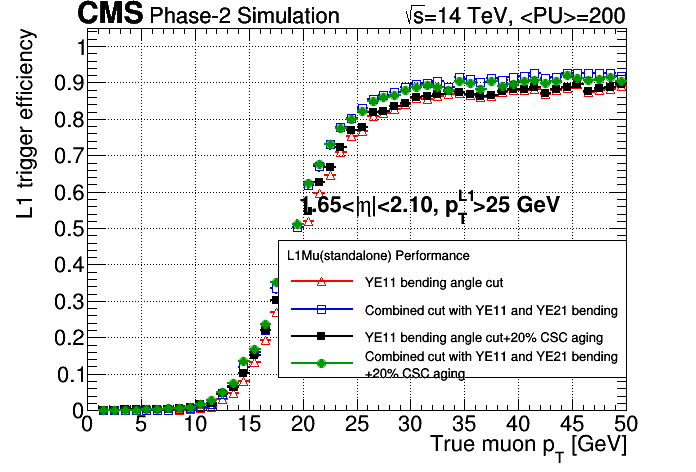 CMS Phase-2 Simulation √s=14 TeV, <PU>=200
L1 trigger efficiency
1
0.9
0.8
0.7
0.6
0.5
0.4
0.3
0.2
0.1
0
1.65<|η|<2.10, p_T^L1>25 GeV
L1Mu(standalone) Performance
YE11 bending angle cut
Combined cut with YE11 and YE21 bending
YE11 bending angle cut+20% CSC aging
Combined cut with YE11 and YE21 bending
+20% CSC aging
0 5 10 15 20 25 30 35 40 45 50
True muon p_T [GeV]